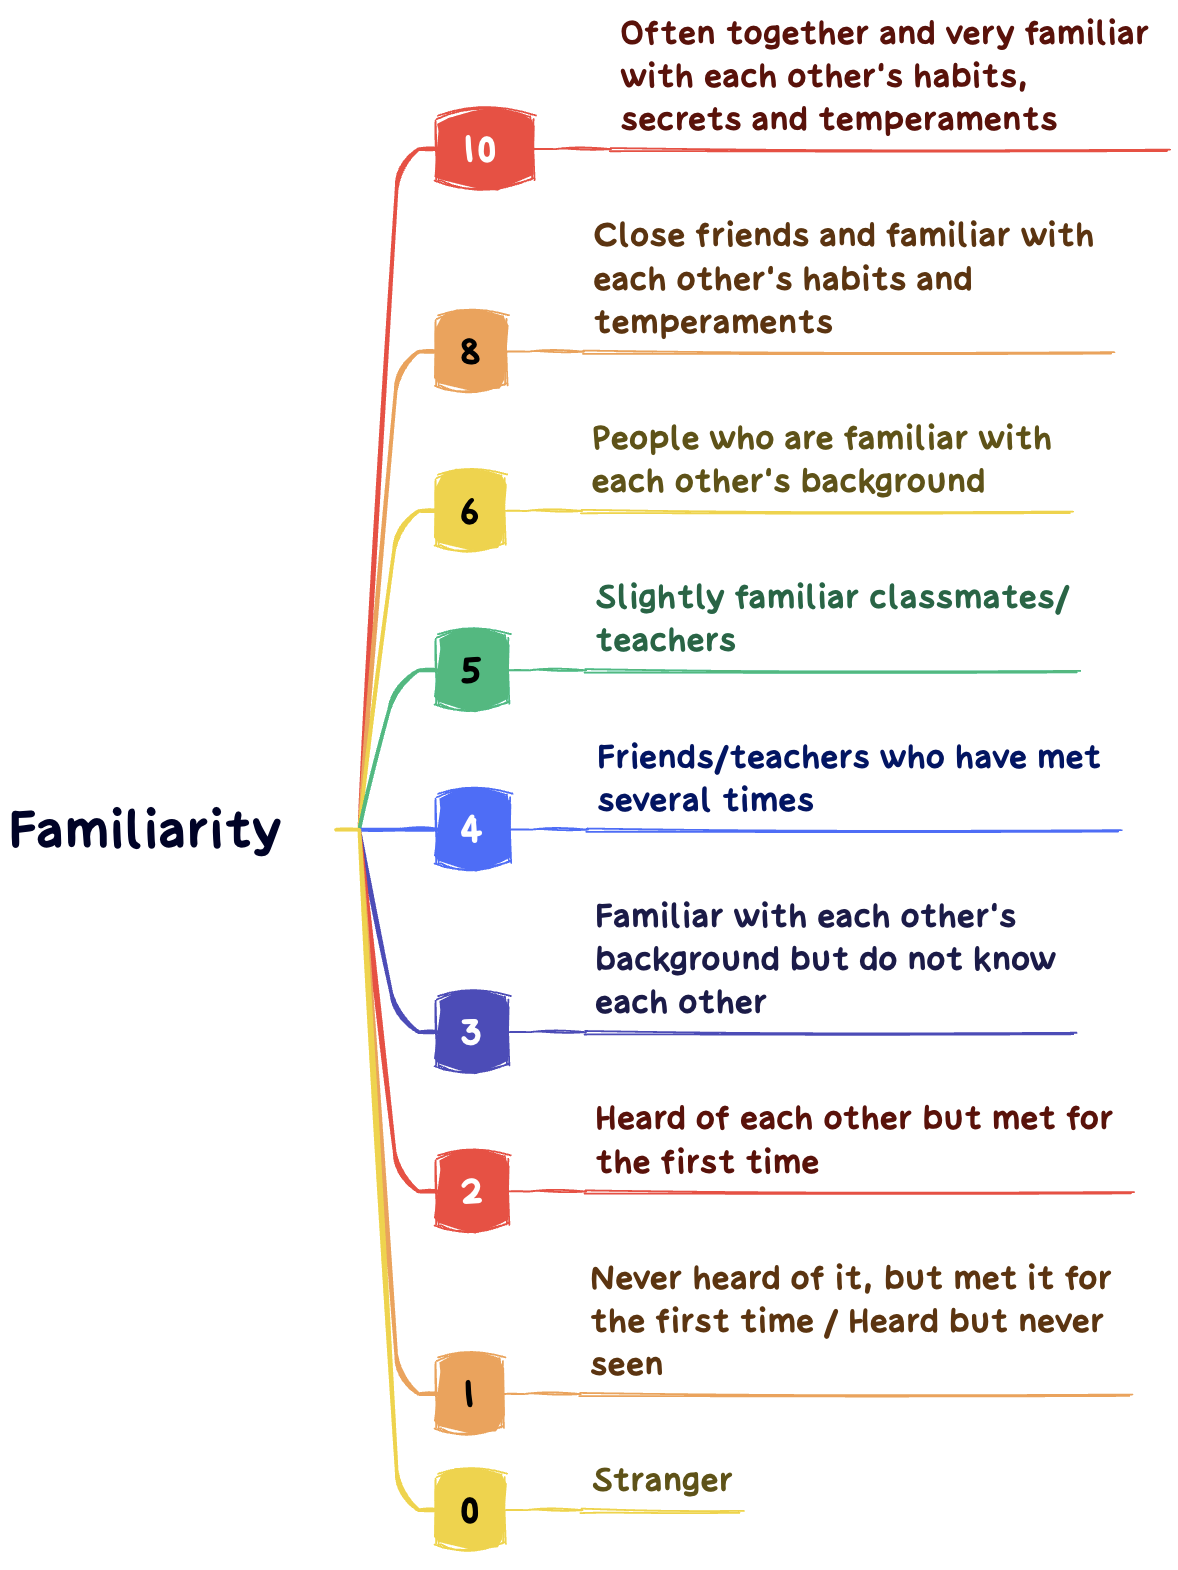 Often together and very familiar
with each other's habits,
secrets and temperaments
10
Close friends and familiar with
each other's habits and
temperaments
8
People who are familiar with
each other's background
6
Slightly familiar classmates/
teachers
5
Friends/teachers who have met
several times
Familiarity
4
Familiar with each other's
background but do not know
each other
3
Heard of each other but met for
the first time
2
Never heard of it, but met it for
the first time / Heard but never
seen
1
Stranger
0